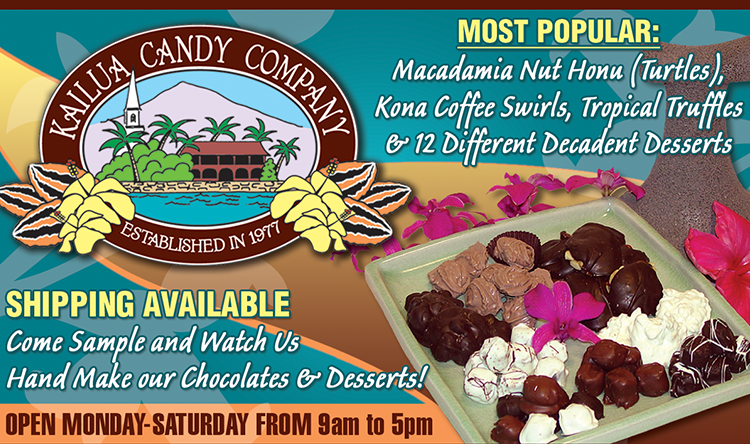 KAILUA CANDY COMPANY
ESTABLISHED IN 1977
MOST POPULAR:
Macadamia Nut Honu (Turtles),
Kona Coffee Swirls, Tropical Truffles
& 12 Different Decadent Desserts
SHIPPING AVAILABLE
Come Sample and Watch Us
Hand Make our Chocolates & Desserts!
OPEN MONDAY-SATURDAY FROM 9am to 5pm